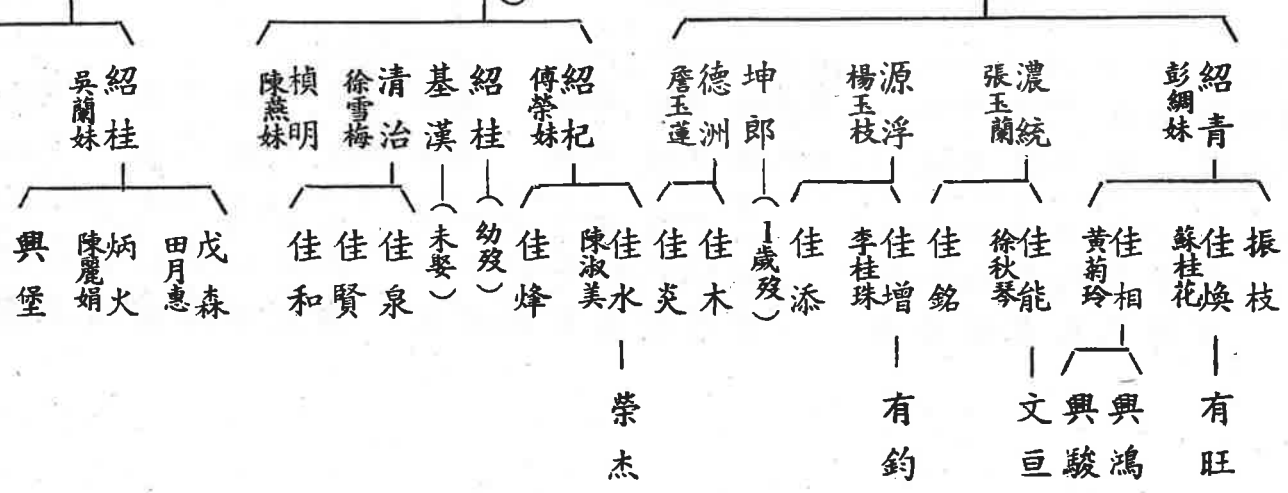 紹青
彭綢妹
濃統
張玉蘭
源浮
楊玉枝
坤郎
德洲
詹玉蓮
紹杞
傅榮妹
紹桂
基漢
清治
徐雪梅
楨明
陳燕妹
紹桂
吳蘭妹
振枝
佳煥
蘇桂花
佳相
黃菊玲
佳能
徐秋琴
佳銘
佳增
李桂珠
佳添
（1歲歿）
佳木
佳炎
佳水
陳淑美
佳烽
（幼歿）
（未娶）
佳泉
佳賢
佳和
戊森
田月惠
炳火
陳麗娟
興堡
有旺
興鴻
興駿
文亘
有鈞
榮杰